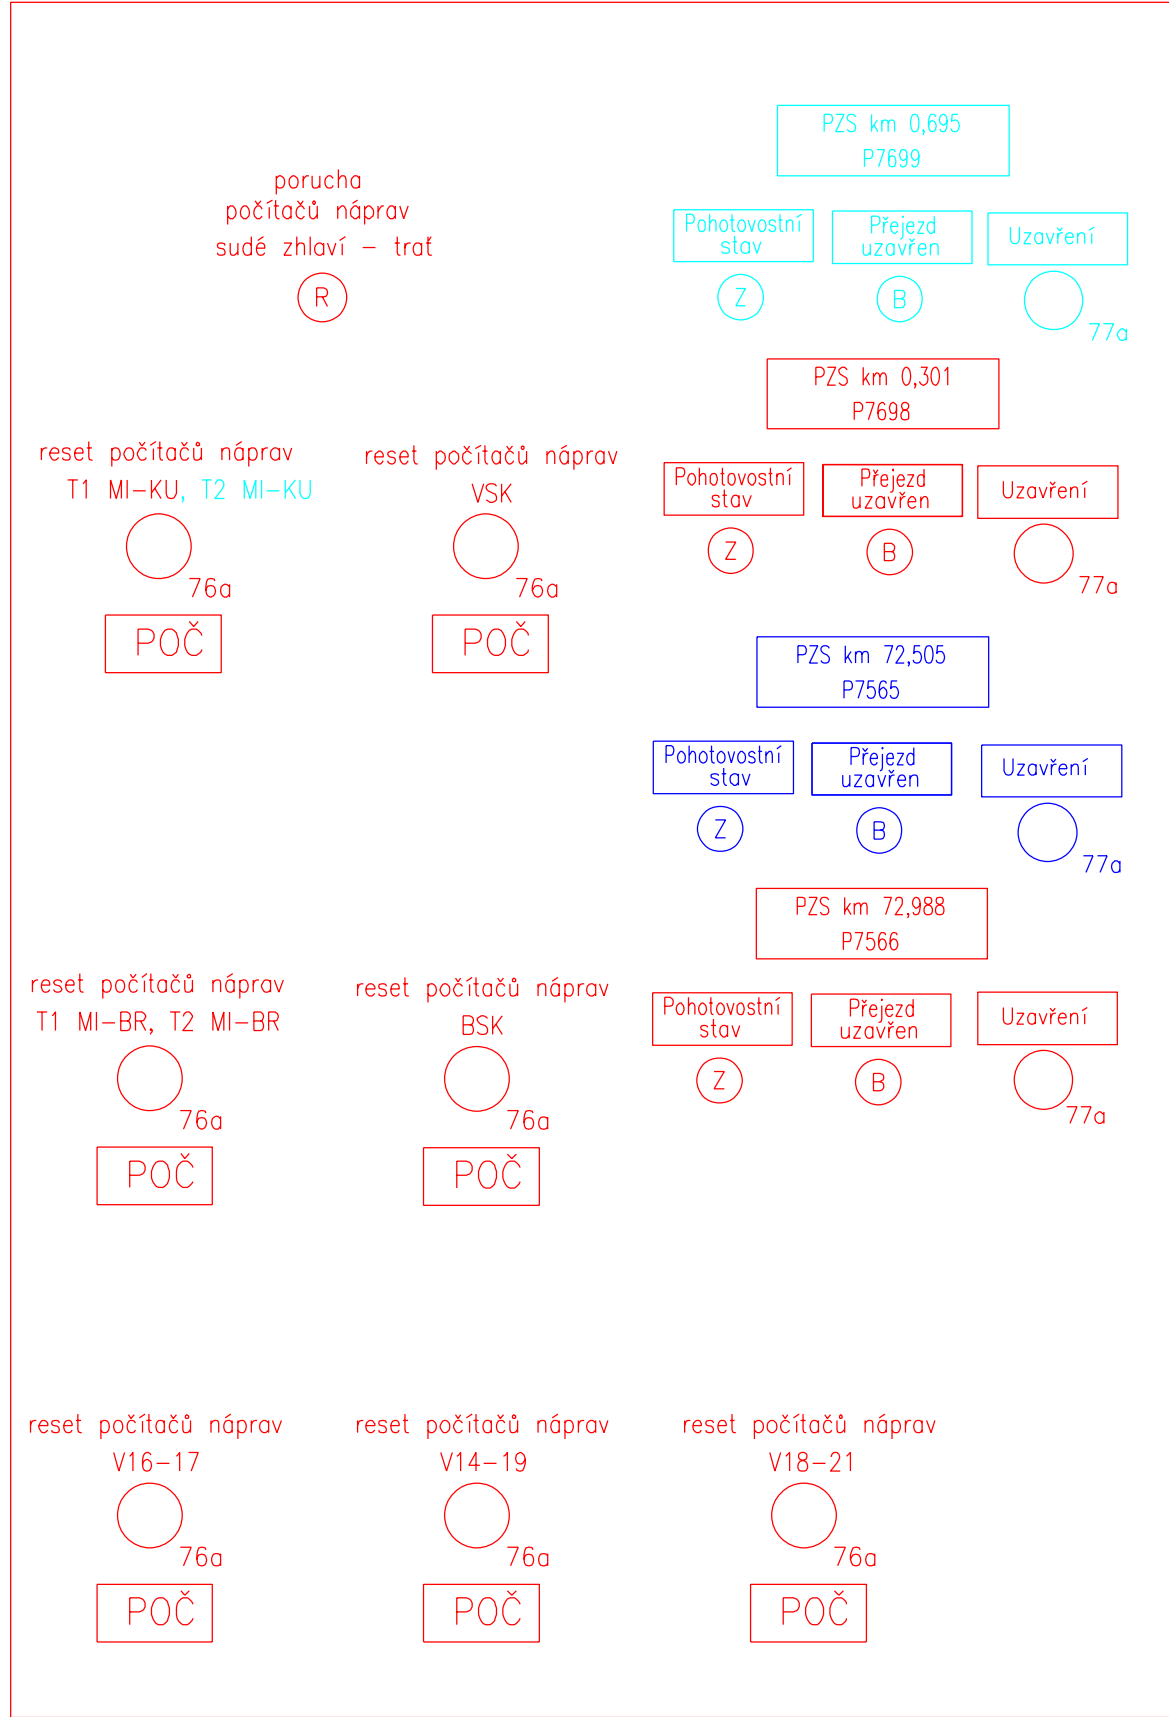 porucha
počítačů náprav
sudé zhlaví – trať
R
PZS km 0,695
P7699
Pohotovostní
stav
Přejezd
uzavřen
Uzavření
Z
B
77a
PZS km 0,301
P7698
Pohotovostní
stav
Přejezd
uzavřen
Uzavření
Z
B
77a
reset počítačů náprav
T1 MI–KU, T2 MI–KU
76a
POČ
reset počítačů náprav
VSK
76a
POČ
PZS km 72,505
P7565
Pohotovostní
stav
Přejezd
uzavřen
Uzavření
Z
B
77a
PZS km 72,988
P7566
Pohotovostní
stav
Přejezd
uzavřen
Uzavření
Z
B
77a
reset počítačů náprav
T1 MI–BR, T2 MI–BR
76a
POČ
reset počítačů náprav
BSK
76a
POČ
reset počítačů náprav
V16–17
76a
POČ
reset počítačů náprav
V14–19
76a
POČ
reset počítačů náprav
V18–21
76a
POČ